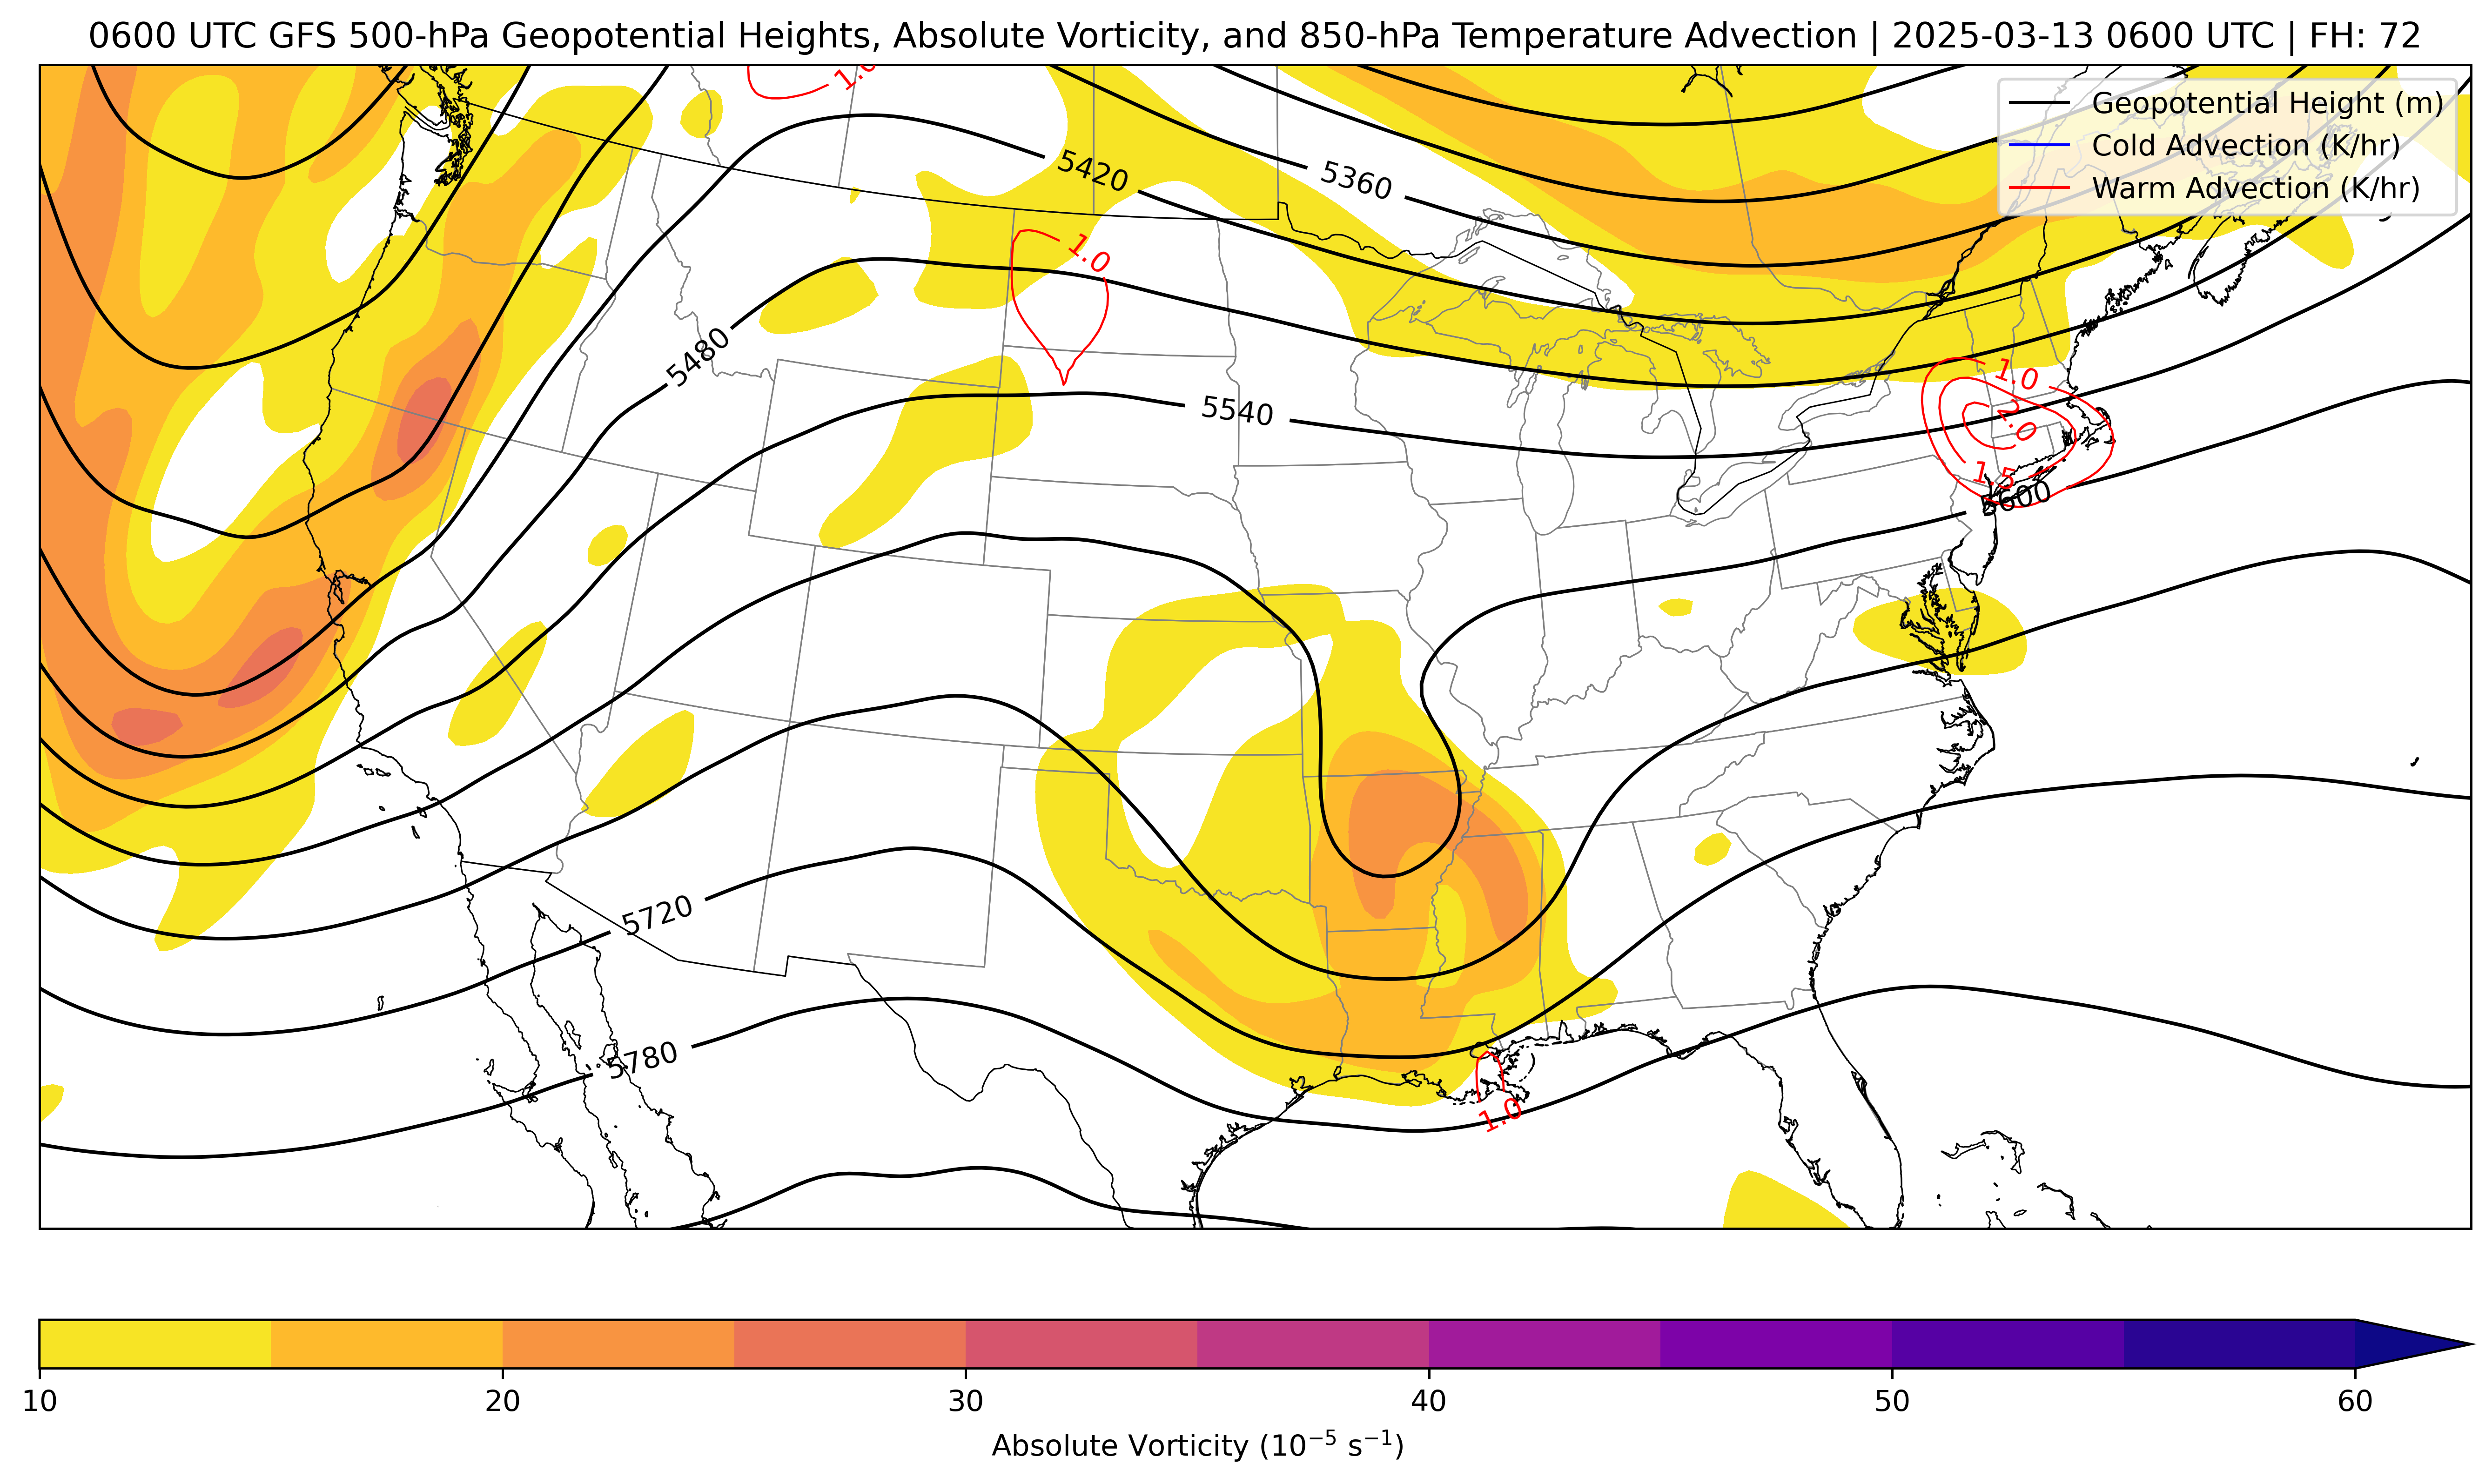 0600 UTC GFS 500-hPa Geopotential Heights, Absolute Vorticity, and 850-hPa Temperature Advection | 2025-03-13 0600 UTC | FH: 72
1.0
Geopotential Height (m)
Cold Advection (K/hr)
Warm Advection (K/hr)
5420
5360
1.0
5480
5540
1.0
2.0
1.5
5600
5720
5780
1.0
10 20 30 40 50 60
Absolute Vorticity (10⁻⁵ s⁻¹)